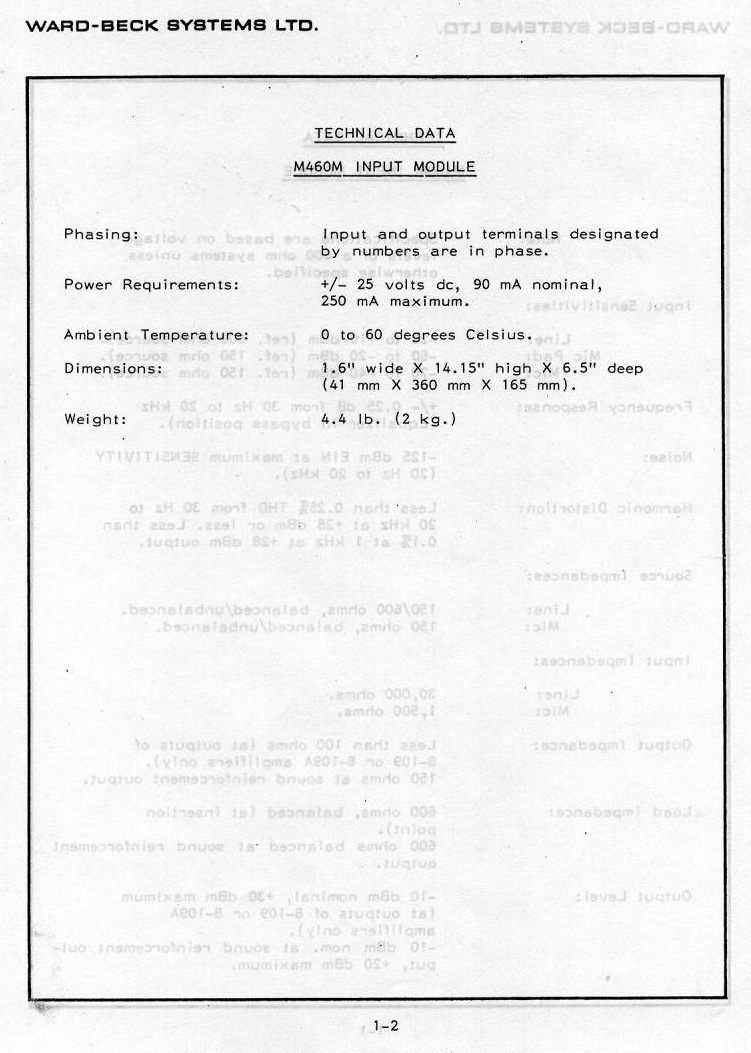 WARD-BECK SYSTEMS LTD.
TECHNICAL DATA
M460M INPUT MODULE
Phasing: Input and output terminals designated
by numbers are in phase.
Power Requirements: +/- 25 volts dc, 90 mA nominal,
250 mA maximum.
Ambient Temperature: 0 to 60 degrees Celsius.
Dimensions: 1.6" wide X 14.15" high X 6.5" deep
(41 mm X 360 mm X 165 mm).
Weight: 4.4 lb. (2 kg.)
1-2